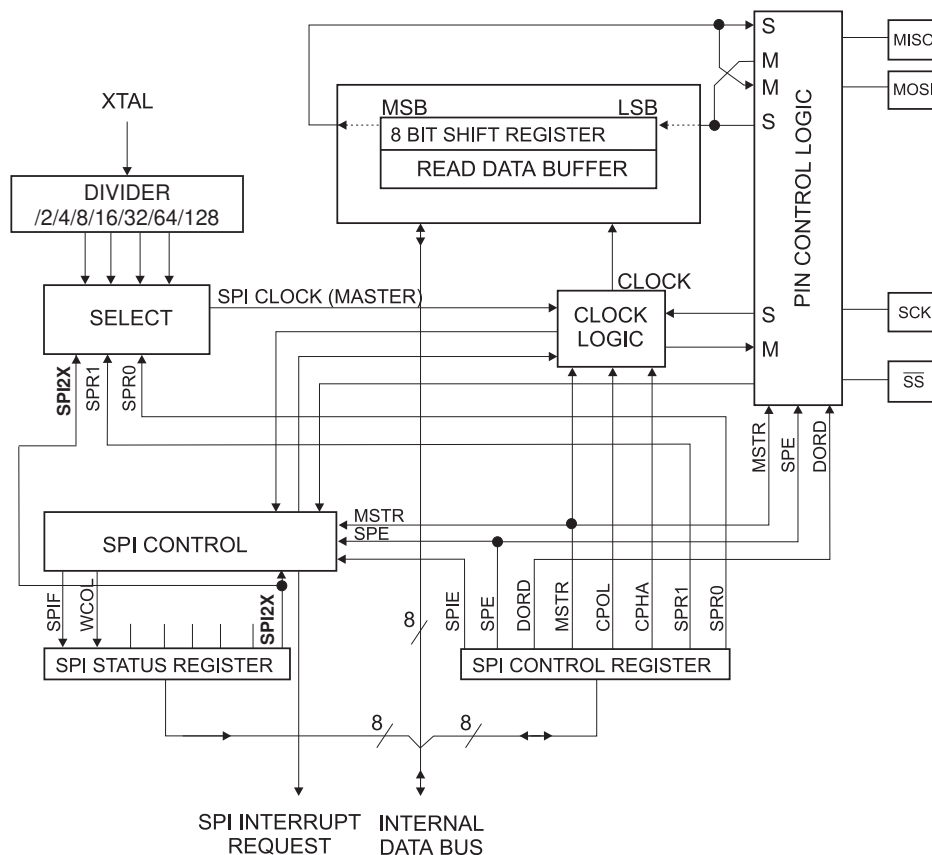 S
MISO
M
XTAL
MSB
LSB
M
MOSI
8 BIT SHIFT REGISTER
S
READ DATA BUFFER
PIN CONTROL LOGIC
DIVIDER
/2/4/8/16/32/64/128
SPI CLOCK (MASTER)
CLOCK
SELECT
CLOCK
LOGIC
S
SCK
M
SS
SPI2X
SPR1
SPR0
MSTR
SPE
DORD
MSTR
SPE
SPI CONTROL
SPIF
WCOL
SPI2X
8
SPIE
SPE
DORD
MSTR
CPOL
CPHA
SPR1
SPR0
SPI STATUS REGISTER
SPI CONTROL REGISTER
8
8
SPI INTERRUPT
REQUEST
INTERNAL
DATA BUS